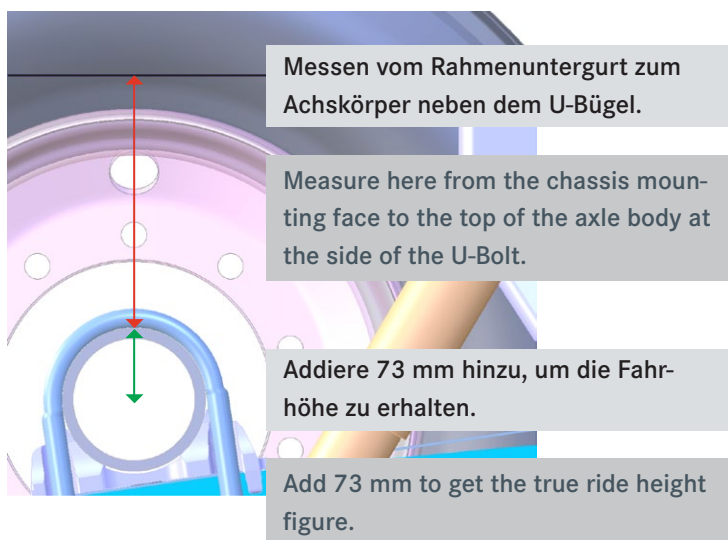 Messen vom Rahmenuntergurt zum
Achskörper neben dem U-Bügel.
Measure here from the chassis moun-
ting face to the top of the axle body at
the side of the U-Bolt.
Addiere 73 mm hinzu, um die Fahr-
höhe zu erhalten.
Add 73 mm to get the true ride height
figure.